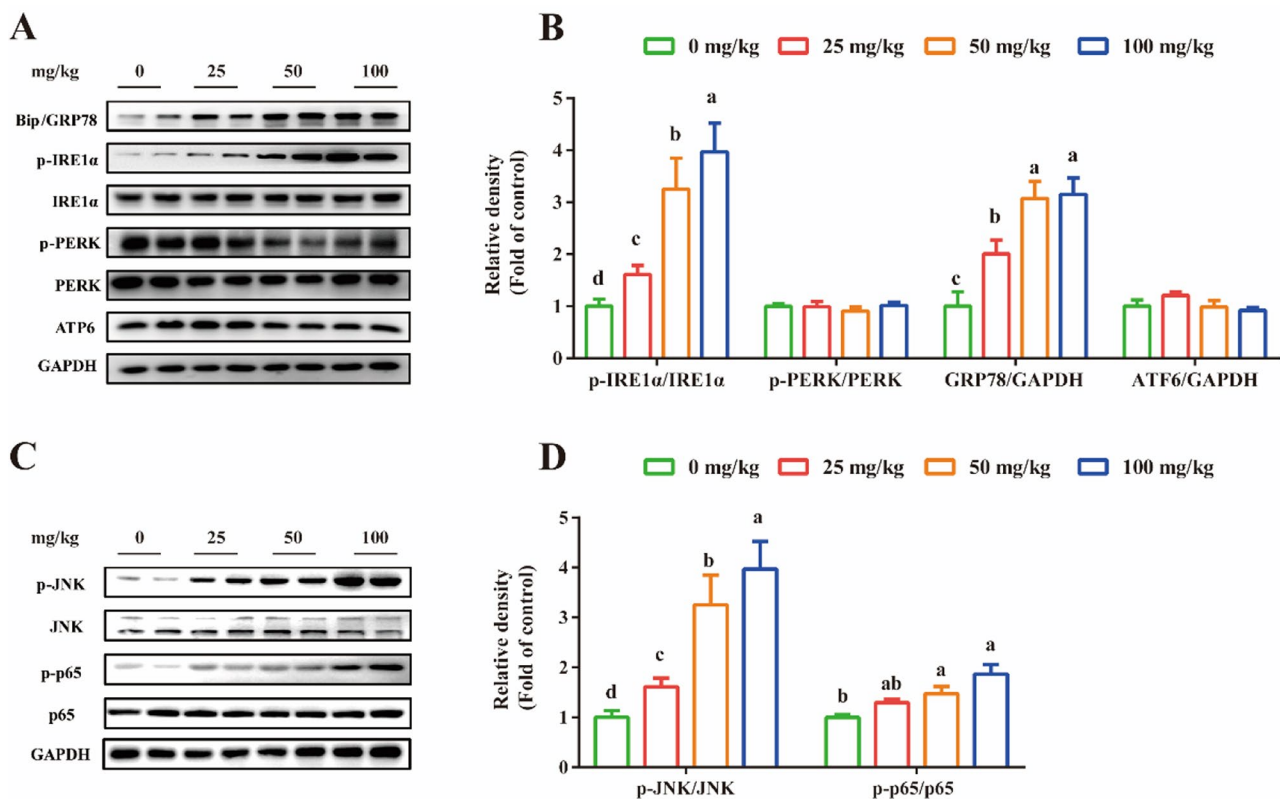 A
mg/kg 0 25 50 100
Bip/GRP78
p-IRE1α
IRE1α
p-PERK
PERK
ATP6
GAPDH
B
0 mg/kg 25 mg/kg 50 mg/kg 100 mg/kg
Relative density
(Fold of control)
5
4
3
2
1
0
d c b a
c b a a
p-IRE1α/IRE1α p-PERK/PERK GRP78/GAPDH ATF6/GAPDH
C
mg/kg 0 25 50 100
p-JNK
JNK
p-p65
p65
GAPDH
D
0 mg/kg 25 mg/kg 50 mg/kg 100 mg/kg
Relative density
(Fold of control)
5
4
3
2
1
0
d c b a
b ab a a
p-JNK/JNK p-p65/p65